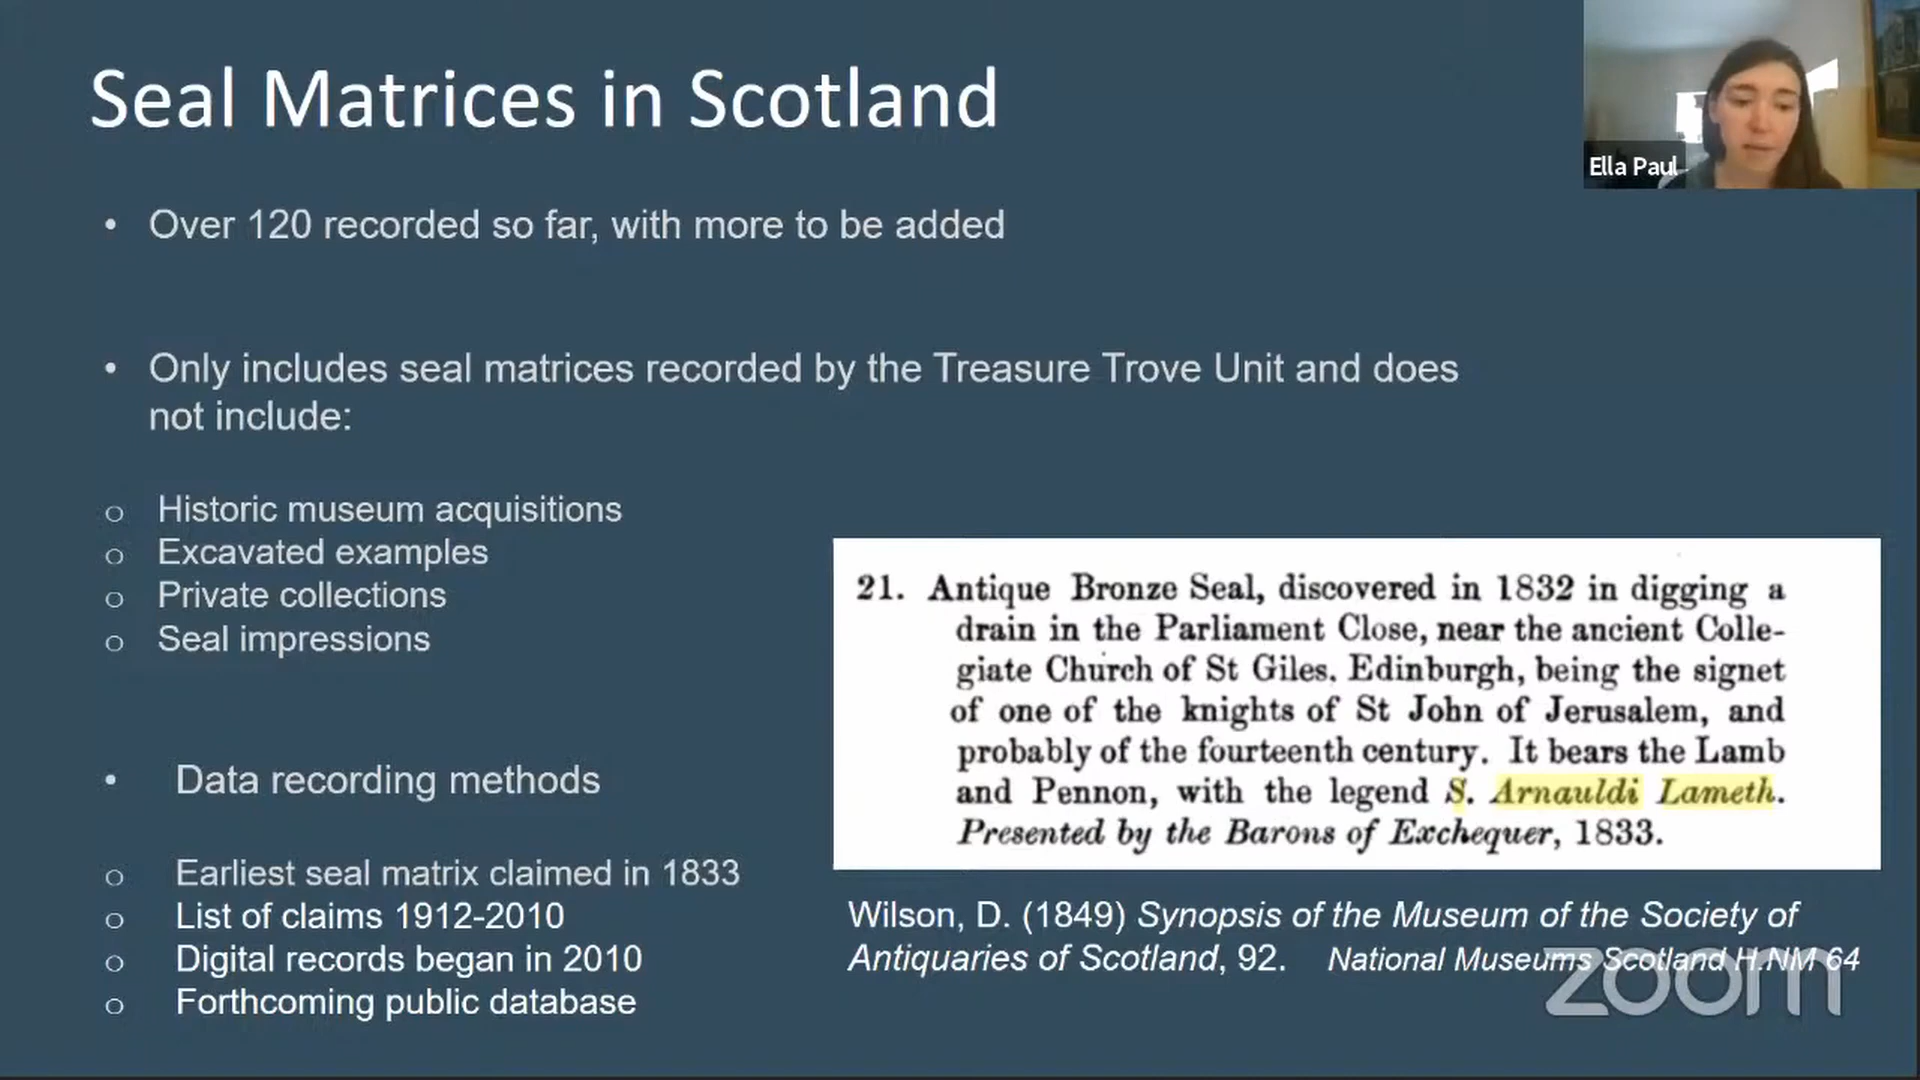 Seal Matrices in Scotland
Ella Paul
• Over 120 recorded so far, with more to be added
• Only includes seal matrices recorded by the Treasure Trove Unit and does
not include:
o Historic museum acquisitions
o Excavated examples
o Private collections
o Seal impressions
• Data recording methods
o Earliest seal matrix claimed in 1833
o List of claims 1912-2010
o Digital records began in 2010
o Forthcoming public database
21. Antique Bronze Seal, discovered in 1832 in digging a
drain in the Parliament Close, near the ancient Colle-
giate Church of St Giles. Edinburgh, being the signet
of one of the knights of St John of Jerusalem, and
probably of the fourteenth century. It bears the Lamb
and Pennon, with the legend S. Arnauldi Lameth.
Presented by the Barons of Exchequer, 1833.
Wilson, D. (1849) Synopsis of the Museum of the Society of
Antiquaries of Scotland, 92. National Museums Scotland H.NM 64
zoom